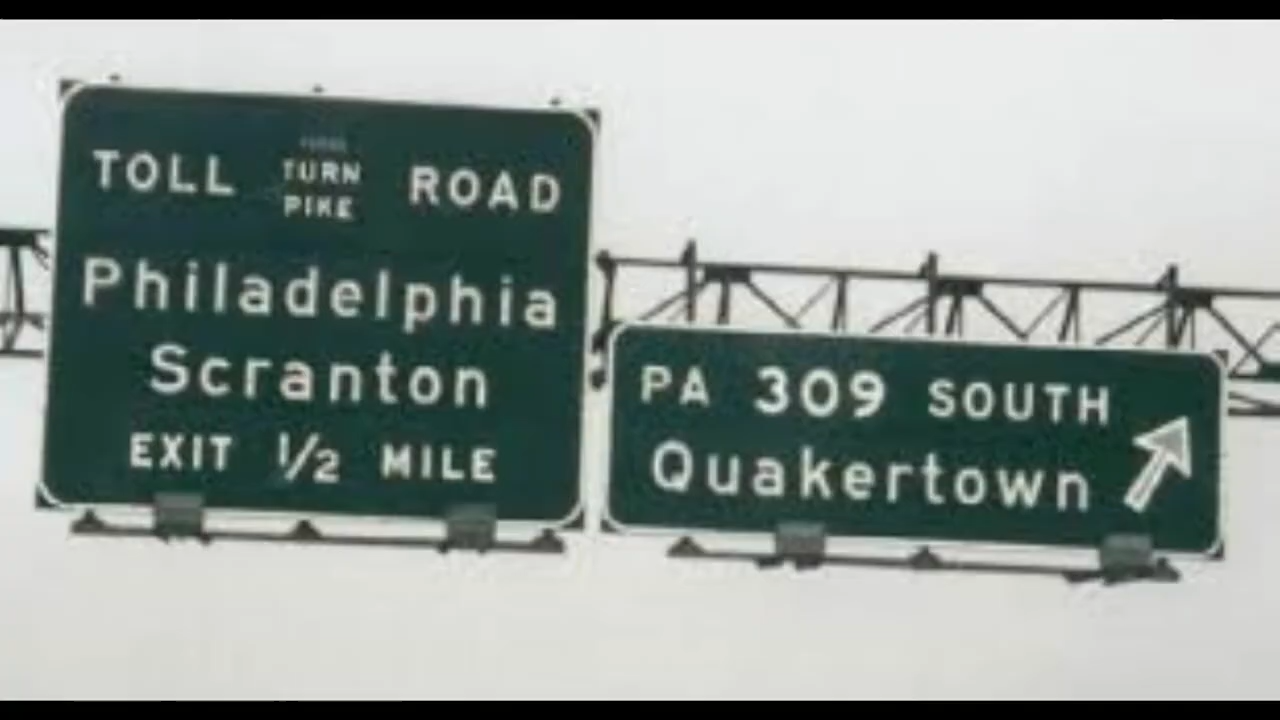 TOLL TURN PIKE ROAD
Philadelphia
Scranton
EXIT 1/2 MILE
PA 309 SOUTH
Quakertown